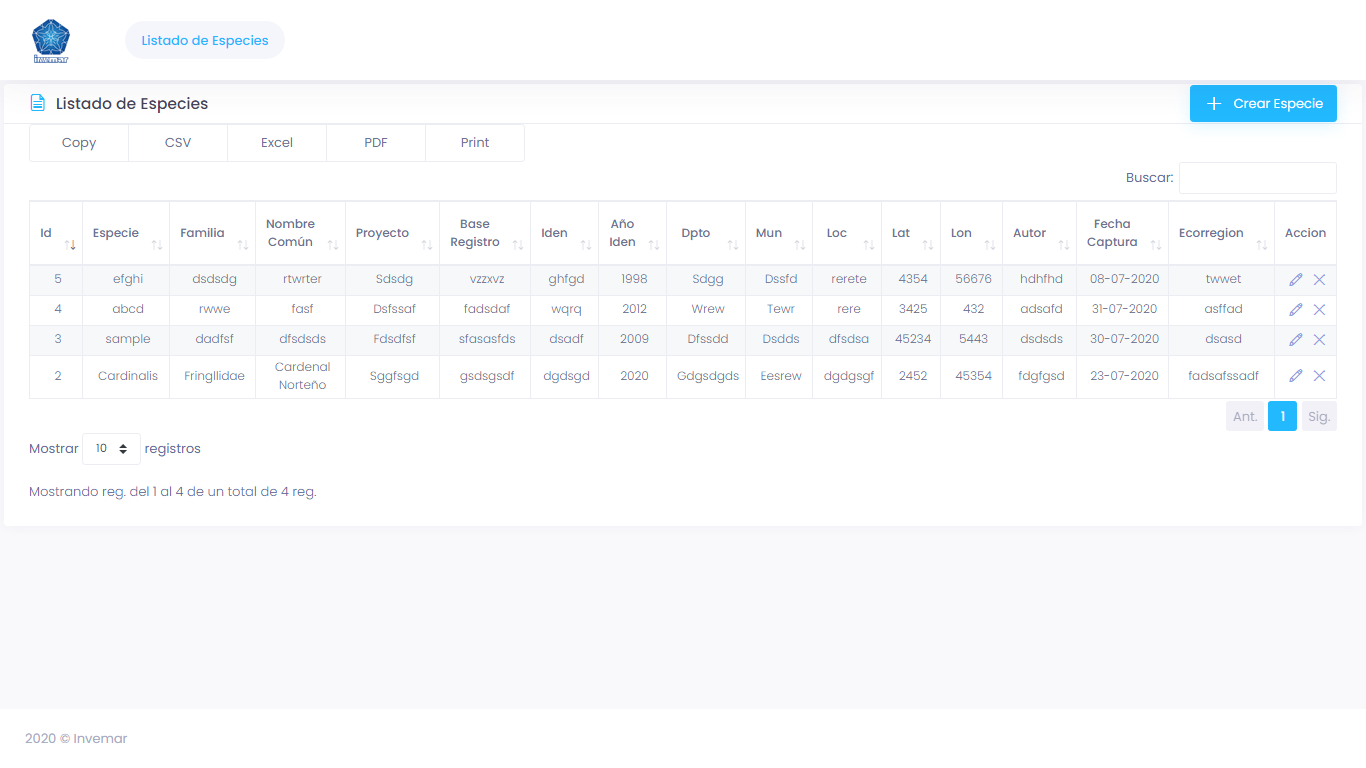 invemar
Listado de Especies
Listado de Especies
Crear Especie
Copy CSV Excel PDF Print
Buscar:
Id Especie Familia Nombre Común Proyecto Base Registro Iden Año Iden Dpto Mun Loc Lat Lon Autor Fecha Captura Ecorregion Accion
5 efghi dsdsdg rtwrter Sdsdg vzzxvz ghfgd 1998 Sdgg Dssfd rerete 4354 56676 hdhfhd 08-07-2020 twwet
4 abcd rwwe fasf Dsfssaf fadsdaf wqrq 2012 Wrew Tewr rere 3425 432 adsafd 31-07-2020 asffad
3 sample dadfsf dfsdsds Fdsdfsf sfasasfds dsadf 2009 Dfssdd Dsdds dfsdsa 45234 5443 dsdsds 30-07-2020 dsasd
2 Cardinalis Fringllidae Cardenal Norteño Sggfsgd gsdsgsdf dgdsgd 2020 Gdgsdgds Eesrew dgdgsgf 2452 45354 fdgfgsd 23-07-2020 fadsafssadf
Ant. 1 Sig.
Mostrar 10 registros
Mostrando reg. del 1 al 4 de un total de 4 reg.
2020 © Invemar